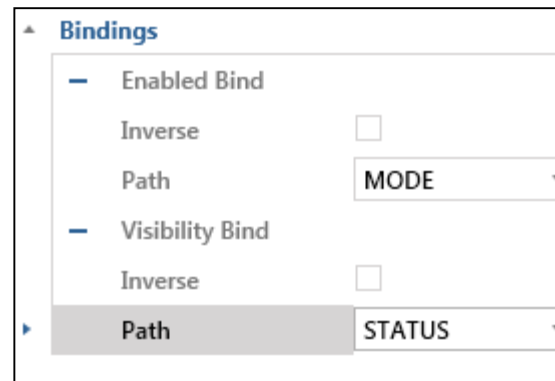 Bindings
Enabled Bind
Inverse
Path MODE
Visibility Bind
Inverse
Path STATUS